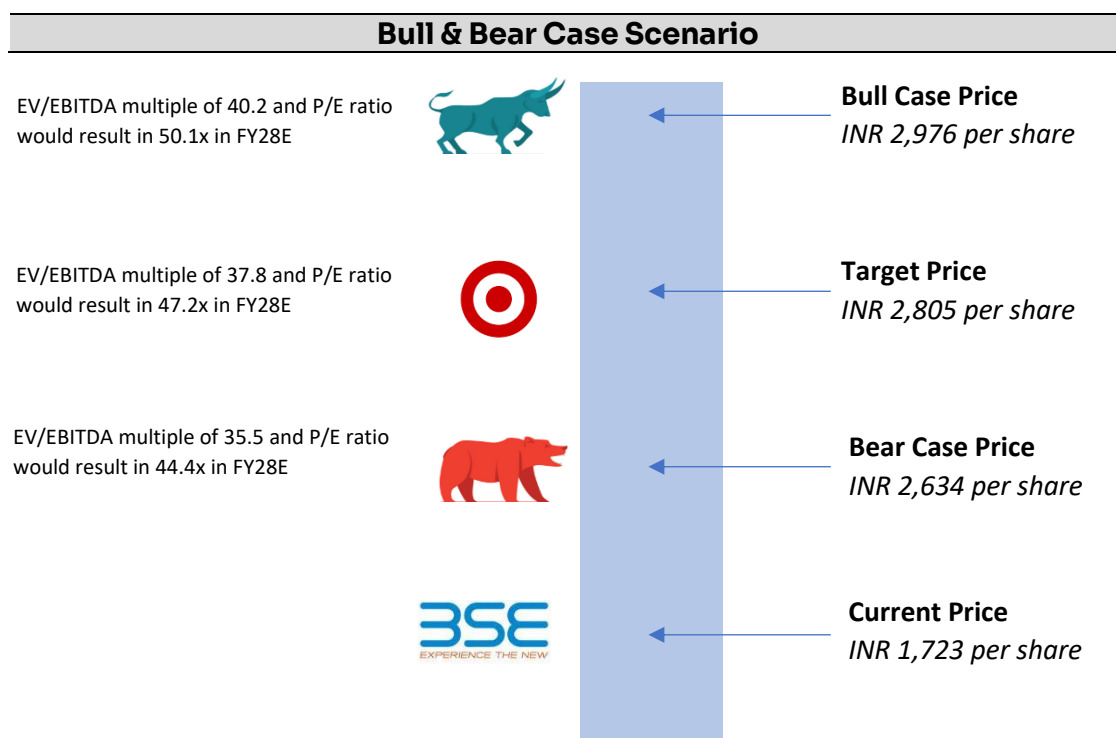 Bull & Bear Case Scenario
EV/EBITDA multiple of 40.2 and P/E ratio
would result in 50.1x in FY28E
Bull Case Price
INR 2,976 per share
EV/EBITDA multiple of 37.8 and P/E ratio
would result in 47.2x in FY28E
Target Price
INR 2,805 per share
EV/EBITDA multiple of 35.5 and P/E ratio
would result in 44.4x in FY28E
Bear Case Price
INR 2,634 per share
BSE
EXPERIENCE THE NEW
Current Price
INR 1,723 per share